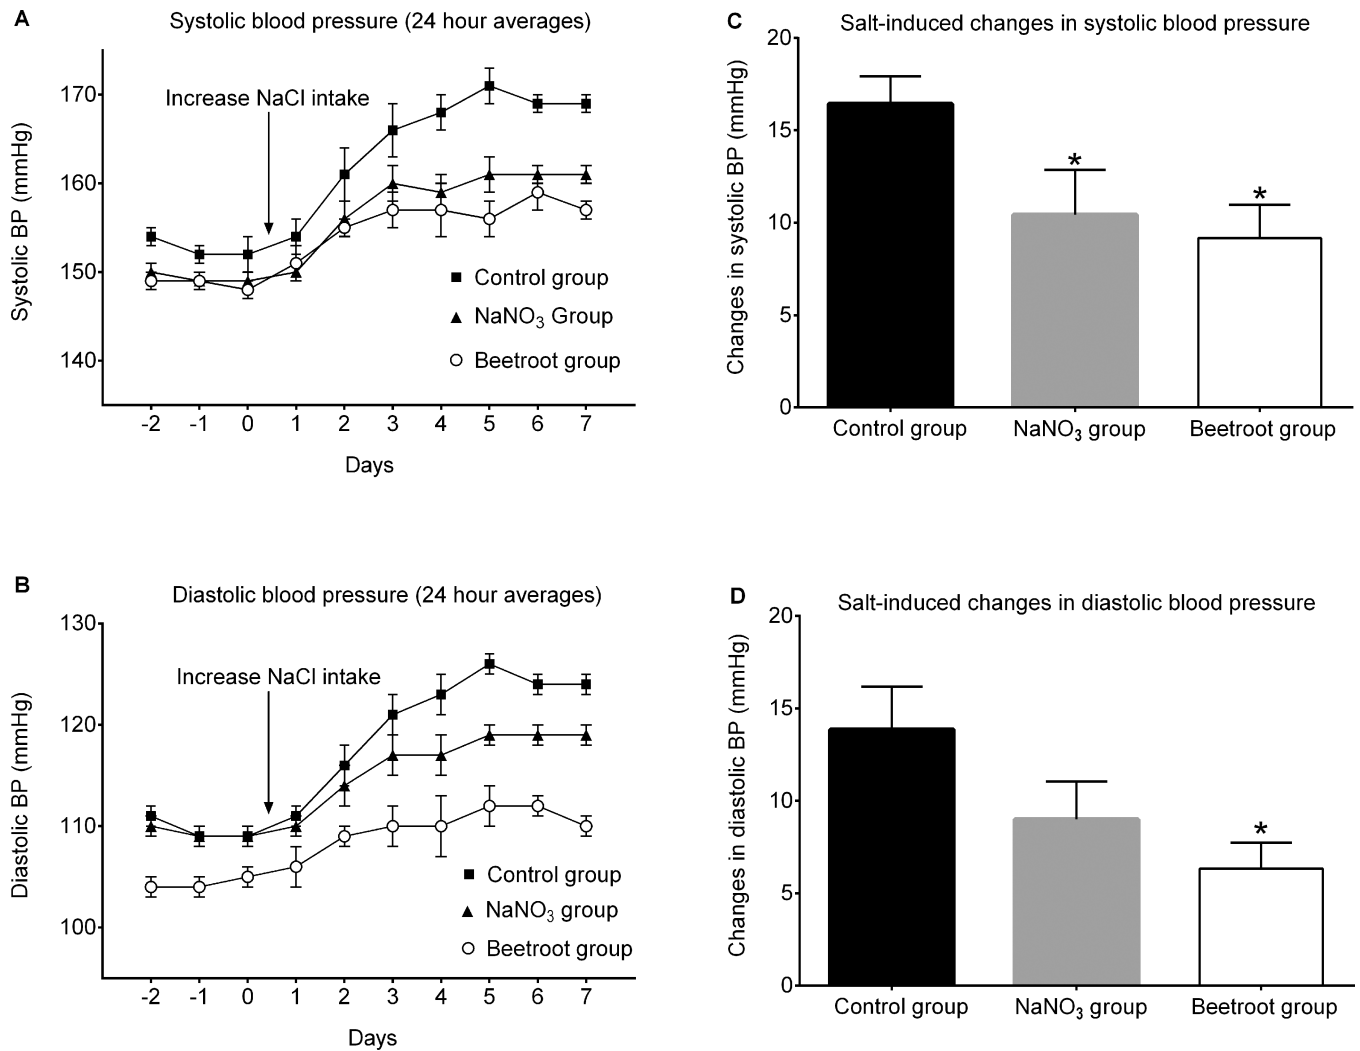 A
Systolic blood pressure (24 hour averages)
Systolic BP (mmHg)
170
160
150
140
Increase NaCl intake
Control group
NaNO₃ Group
Beetroot group
-2 -1 0 1 2 3 4 5 6 7
Days
C
Salt-induced changes in systolic blood pressure
Changes in systolic BP (mmHg)
20
15
10
5
0
*
*
Control group NaNO₃ group Beetroot group
B
Diastolic blood pressure (24 hour averages)
Diastolic BP (mmHg)
130
120
110
100
Increase NaCl intake
Control group
NaNO₃ group
Beetroot group
-2 -1 0 1 2 3 4 5 6 7
Days
D
Salt-induced changes in diastolic blood pressure
Changes in diastolic BP (mmHg)
20
15
10
5
0
*
Control group NaNO₃ group Beetroot group